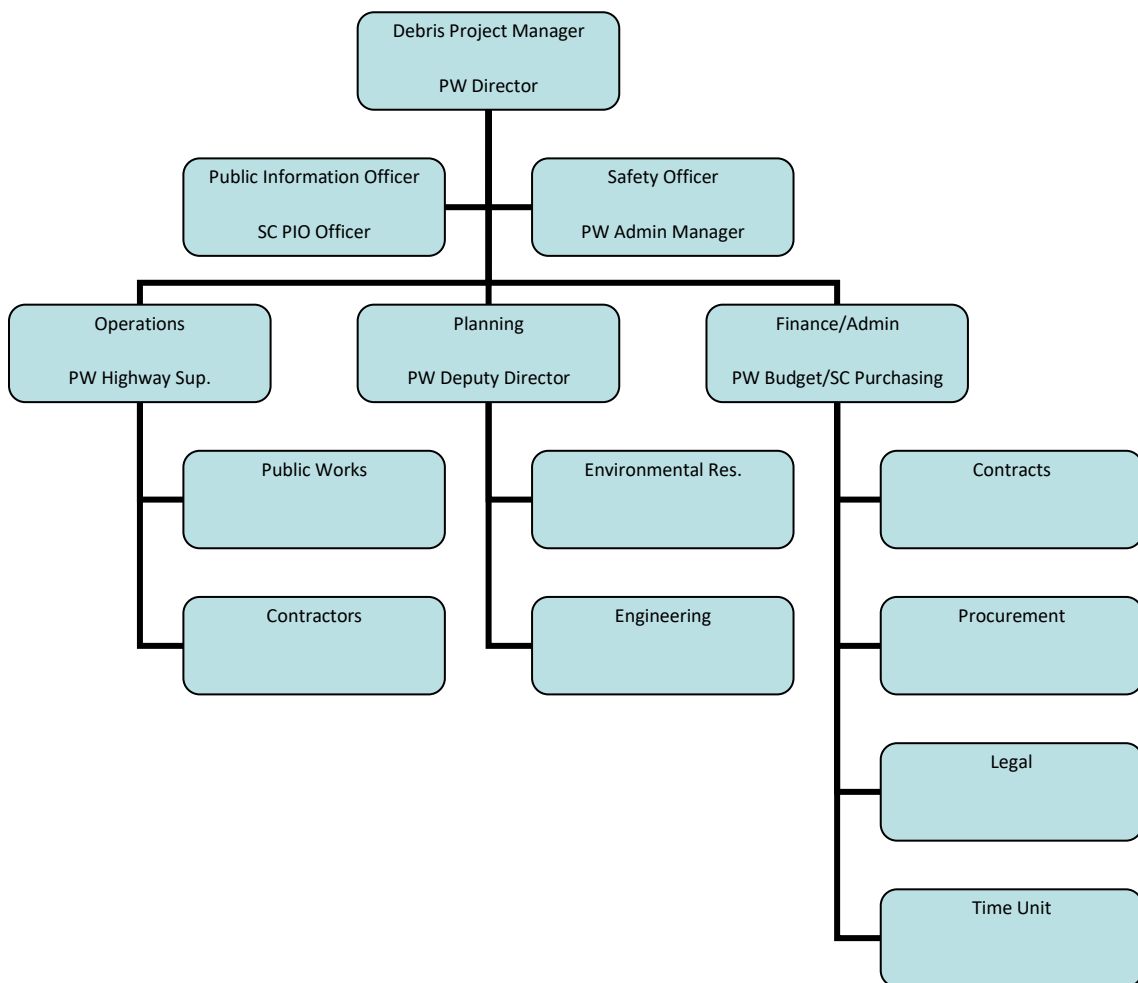 Debris Project Manager
PW Director
Public Information Officer
SC PIO Officer
Safety Officer
PW Admin Manager
Operations
PW Highway Sup.
Planning
PW Deputy Director
Finance/Admin
PW Budget/SC Purchasing
Public Works
Environmental Res.
Contracts
Contractors
Engineering
Procurement
Legal
Time Unit